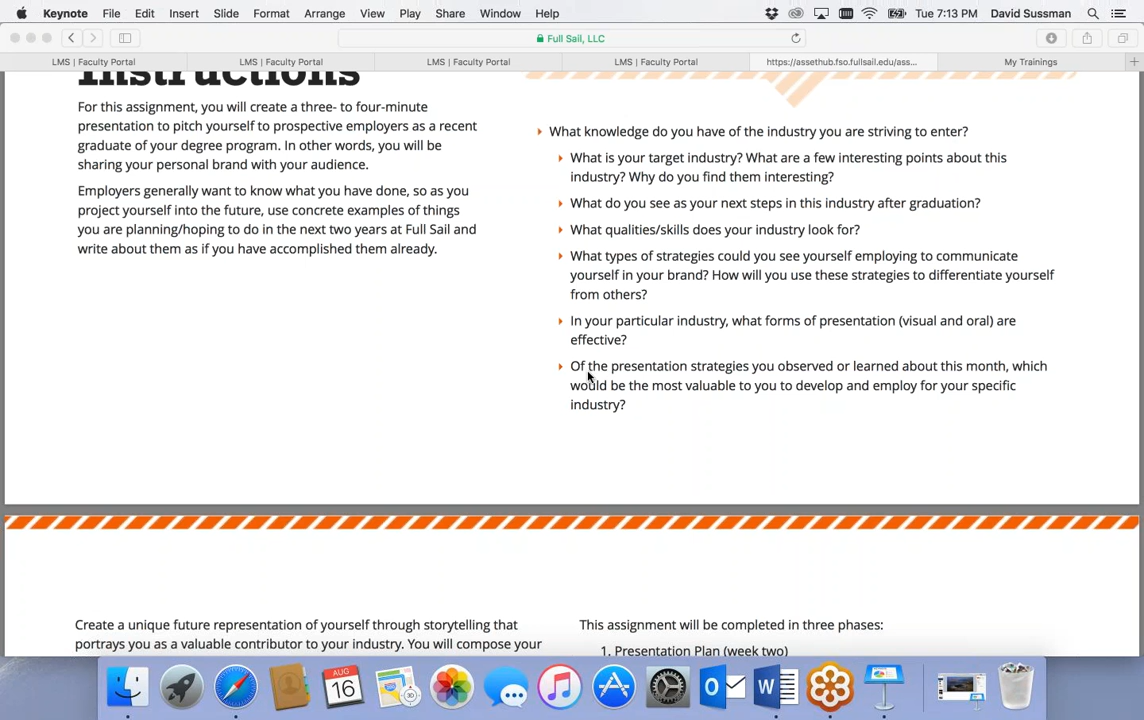 Keynote File Edit Insert Slide Format Arrange View Play Share Window Help Tue 7:13 PM David Sussman
Full Sail, LLC
LMS | Faculty Portal LMS | Faculty Portal LMS | Faculty Portal LMS | Faculty Portal https://assethub.fso.fullsail.edu/ass... My Trainings
Instructions
For this assignment, you will create a three- to four-minute
presentation to pitch yourself to prospective employers as a recent
graduate of your degree program. In other words, you will be
sharing your personal brand with your audience.
Employers generally want to know what you have done, so as you
project yourself into the future, use concrete examples of things
you are planning/hoping to do in the next two years at Full Sail and
write about them as if you have accomplished them already.
What knowledge do you have of the industry you are striving to enter?
What is your target industry? What are a few interesting points about this
industry? Why do you find them interesting?
What do you see as your next steps in this industry after graduation?
What qualities/skills does your industry look for?
What types of strategies could you see yourself employing to communicate
yourself in your brand? How will you use these strategies to differentiate yourself
from others?
In your particular industry, what forms of presentation (visual and oral) are
effective?
Of the presentation strategies you observed or learned about this month, which
would be the most valuable to you to develop and employ for your specific
industry?
Create a unique future representation of yourself through storytelling that
portrays you as a valuable contributor to your industry. You will compose your
This assignment will be completed in three phases:
1. Presentation Plan (week two)
AUG
16
3D